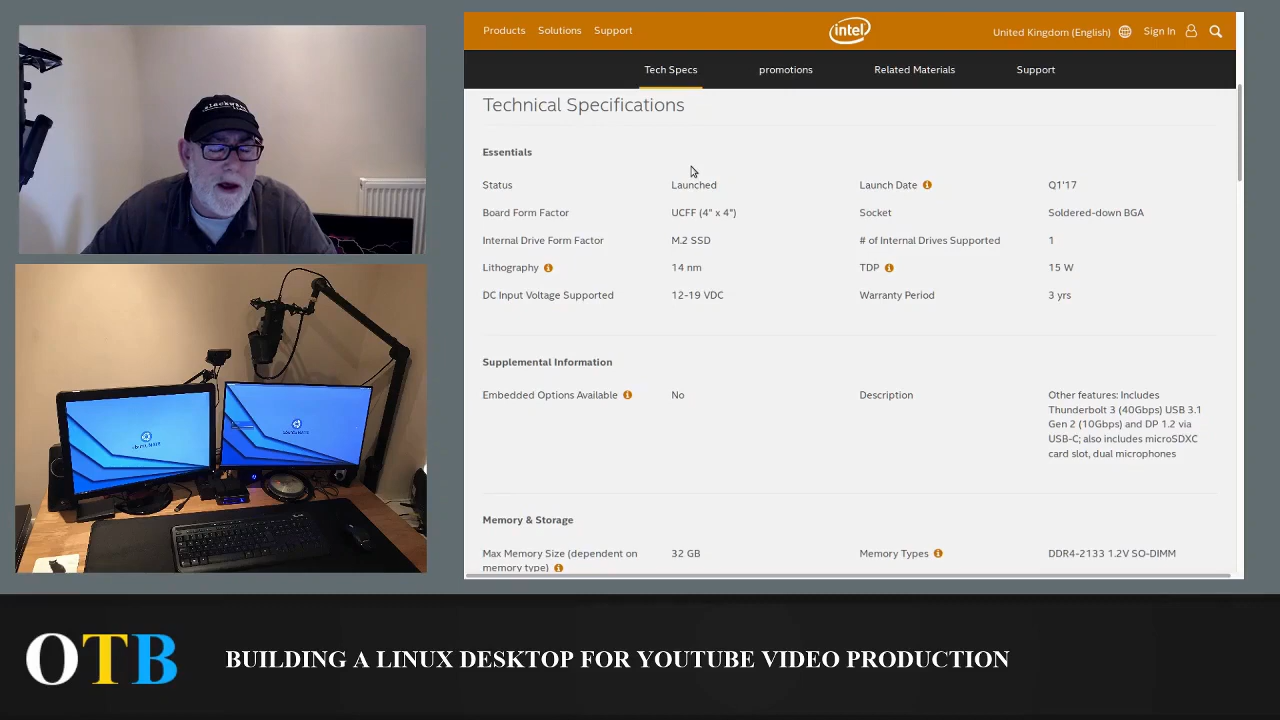 Products Solutions Support
intel
United Kingdom (English) Sign In
Tech Specs promotions Related Materials Support
Technical Specifications
Essentials
Status Launched Launch Date Q1'17
Board Form Factor UCFF (4" x 4") Socket Soldered-down BGA
Internal Drive Form Factor M.2 SSD # of Internal Drives Supported 1
Lithography 14 nm TDP 15 W
DC Input Voltage Supported 12-19 VDC Warranty Period 3 yrs
Supplemental Information
Embedded Options Available No Description Other features: Includes
Thunderbolt 3 (40Gbps) USB 3.1
Gen 2 (10Gbps) and DP 1.2 via
USB-C; also includes microSDXC
card slot, dual microphones
Memory & Storage
Max Memory Size (dependent on 32 GB Memory Types DDR4-2133 1.2V SO-DIMM
memory type)
OTB
BUILDING A LINUX DESKTOP FOR YOUTUBE VIDEO PRODUCTION